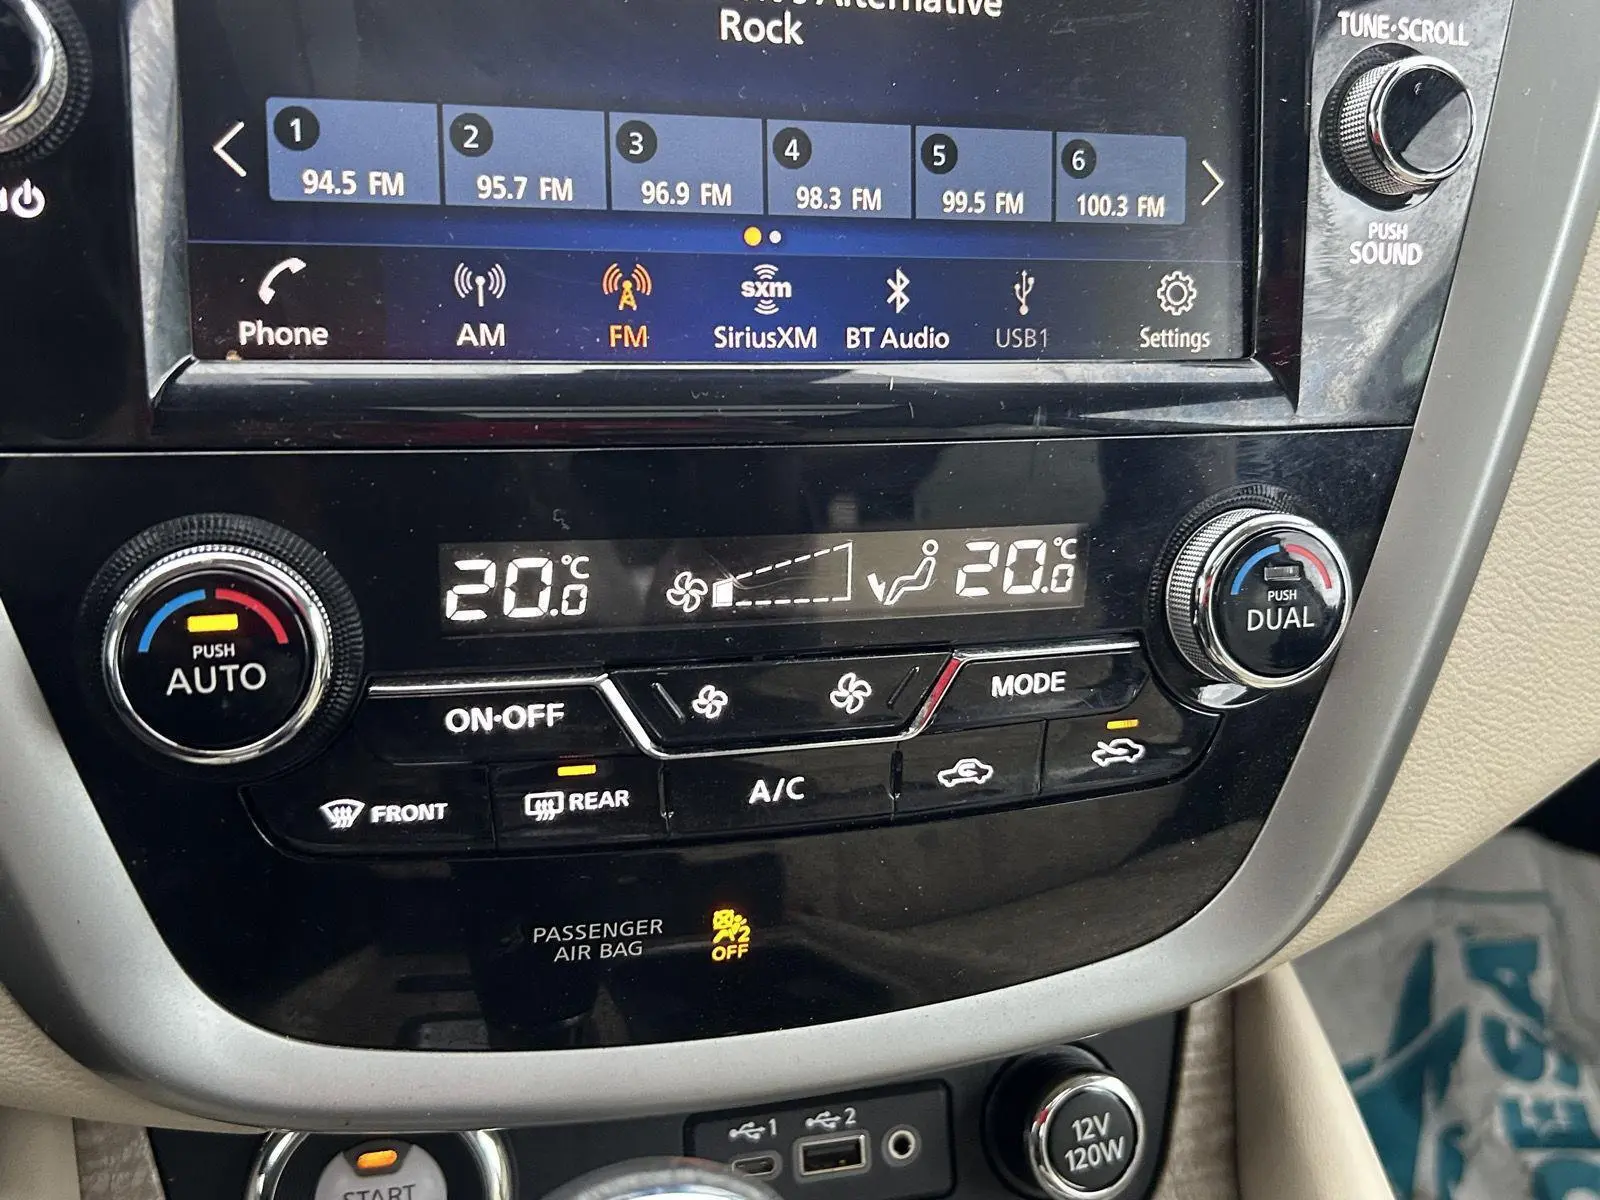 Alternative
Rock
TUNE·SCROLL
PUSH
SOUND
1 2 3 4 5 6
94.5 FM 95.7 FM 96.9 FM 98.3 FM 99.5 FM 100.3 FM
sxm
Phone AM FM SiriusXM BT Audio USB1 Settings
20.0 °C 20.0 °C
PUSH
AUTO
PUSH
DUAL
ON·OFF MODE
FRONT REAR A/C
PASSENGER
AIR BAG
2
OFF
1 2
12V
120W
START